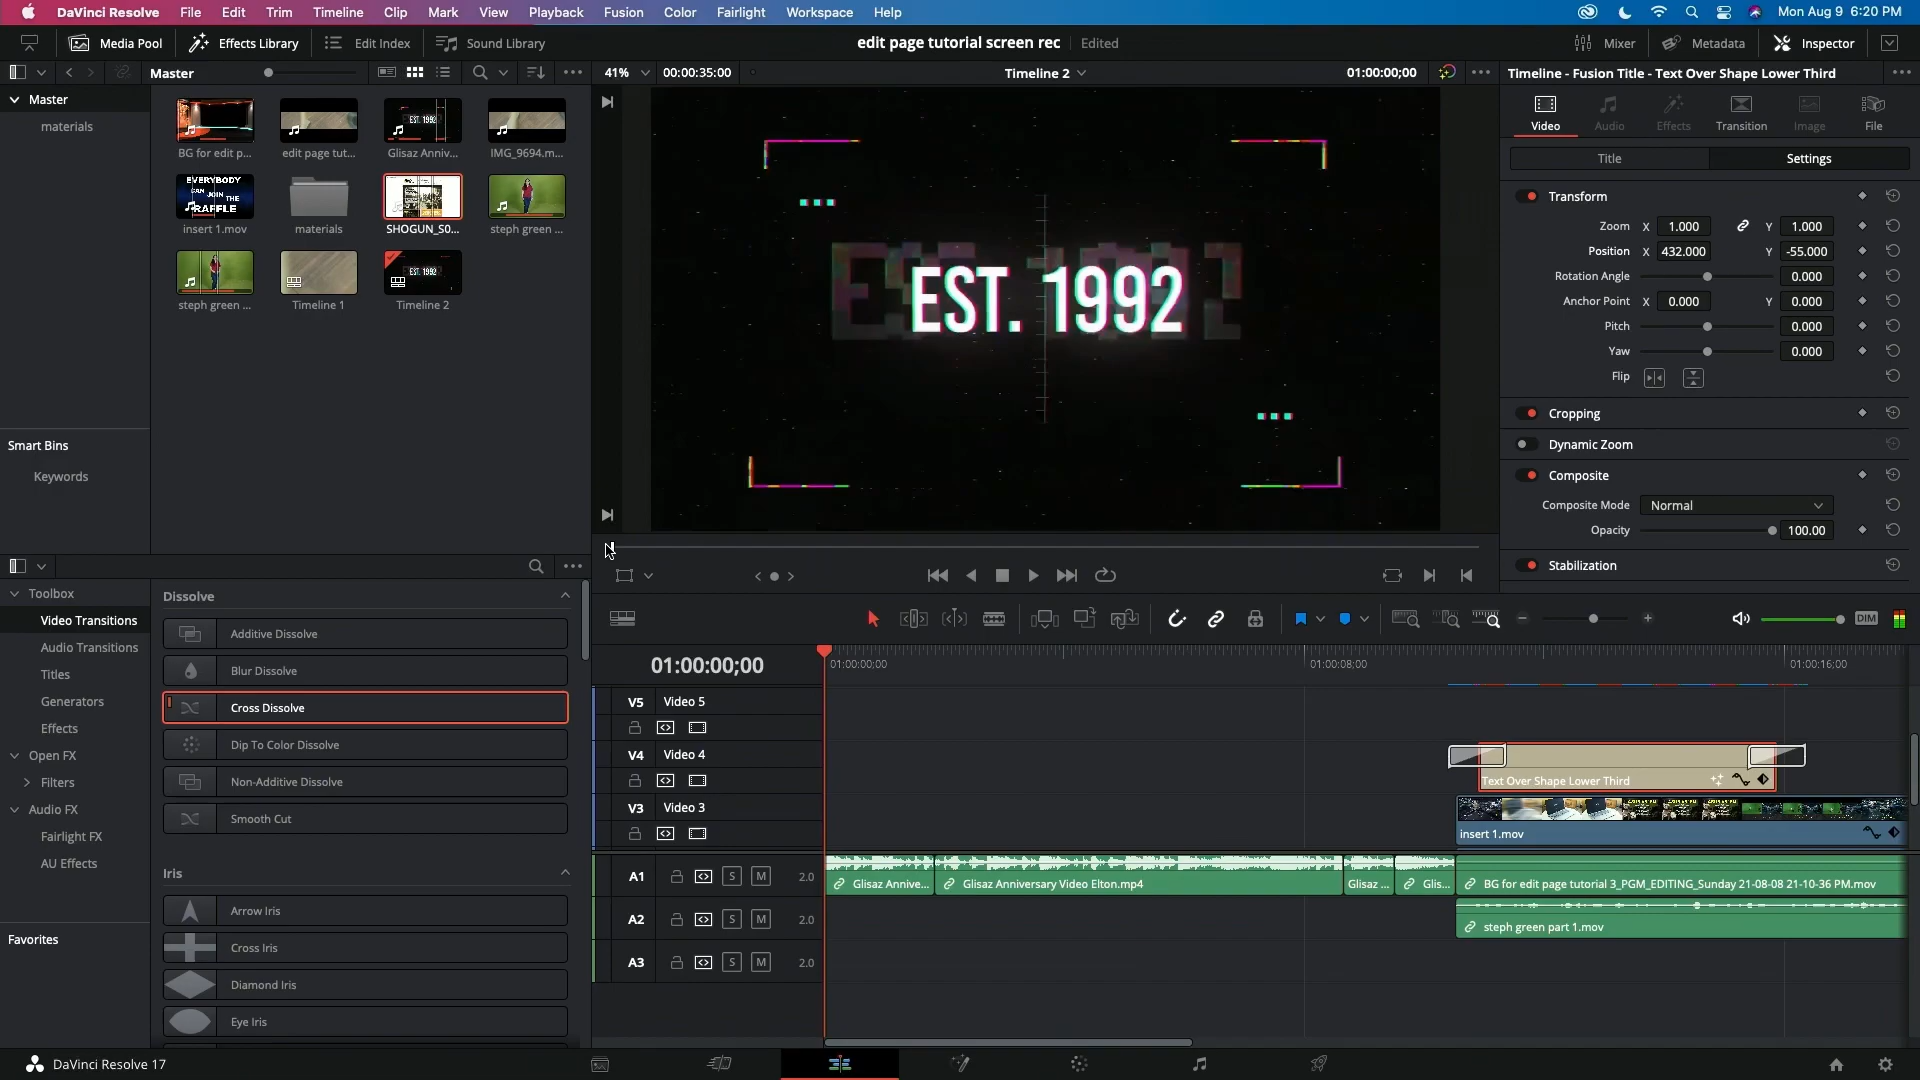 DaVinci Resolve File Edit Trim Timeline Clip Mark View Playback Fusion Color Fairlight Workspace Help Mon Aug 9 6:20 PM
Media Pool Effects Library Edit Index Sound Library edit page tutorial screen rec Edited Mixer Metadata Inspector
Master 41% 00:00:35:00 Timeline 2 01:00:00;00 Timeline - Fusion Title - Text Over Shape Lower Third
Master
materials
BG for edit p... edit page tut... Glisaz Anniv... IMG_9694.m...
EVERYBODY
CAN JOIN THE
RAFFLE
insert 1.mov materials SHOGUN_S0... steph green ...
steph green ... Timeline 1 Timeline 2
EST. 1992
Smart Bins
Keywords
Video Audio Effects Transition Image File
Title Settings
Transform
Zoom X 1.000 Y 1.000
Position X 432.000 Y -55.000
Rotation Angle 0.000
Anchor Point X 0.000 Y 0.000
Pitch 0.000
Yaw 0.000
Flip
Cropping
Dynamic Zoom
Composite
Composite Mode Normal
Opacity 100.00
Stabilization
Toolbox
Video Transitions
Audio Transitions
Titles
Generators
Effects
Open FX
Filters
Audio FX
Fairlight FX
AU Effects
Favorites
Dissolve
Additive Dissolve
Blur Dissolve
Cross Dissolve
Dip To Color Dissolve
Non-Additive Dissolve
Smooth Cut
Iris
Arrow Iris
Cross Iris
Diamond Iris
Eye Iris
DIM
01:00:00;00 01:00:00;00 01:00:08;00 01:00:16;00
V5 Video 5
V4 Video 4
Text Over Shape Lower Third
V3 Video 3
insert 1.mov
A1 S M 2.0 Glisaz Annive... Glisaz Anniversary Video Elton.mp4 Glisaz ... Glis... BG for edit page tutorial 3_PGM_EDITING_Sunday 21-08-08 21-10-36 PM.mov
A2 S M 2.0 steph green part 1.mov
A3 S M 2.0
DaVinci Resolve 17